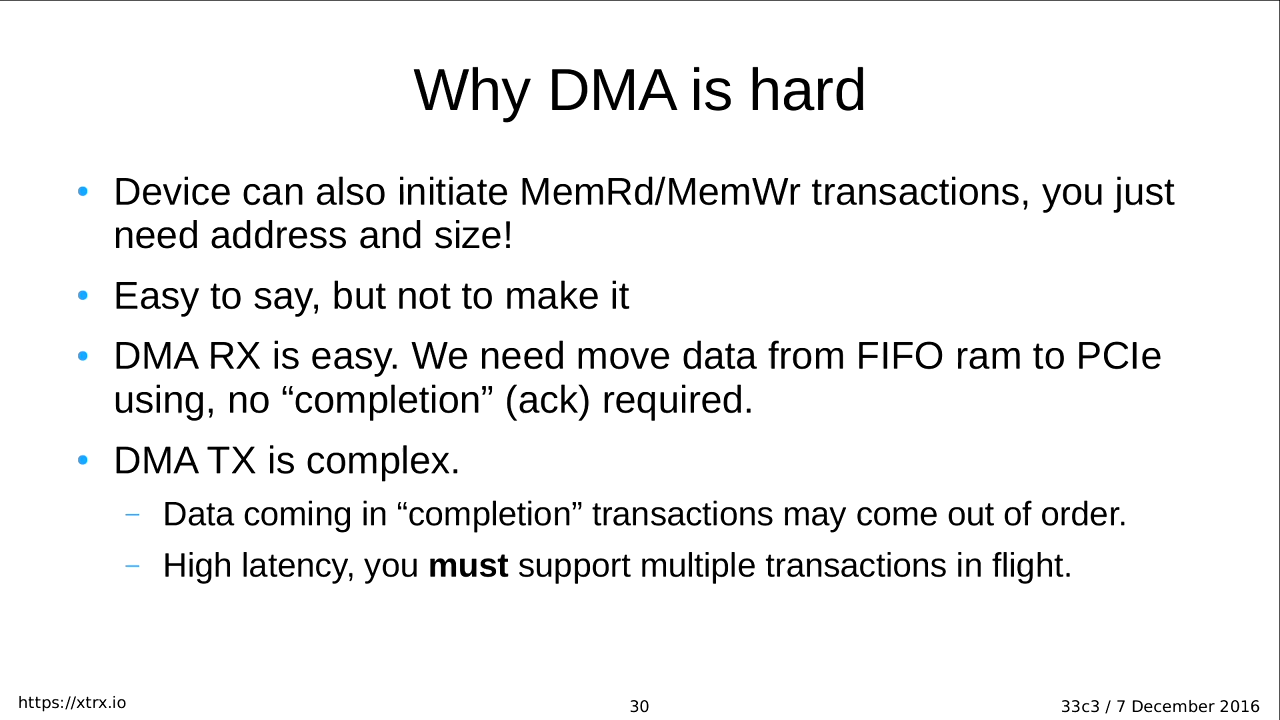 Why DMA is hard
• Device can also initiate MemRd/MemWr transactions, you just
need address and size!
• Easy to say, but not to make it
• DMA RX is easy. We need move data from FIFO ram to PCIe
using, no “completion” (ack) required.
• DMA TX is complex.
– Data coming in “completion” transactions may come out of order.
– High latency, you must support multiple transactions in flight.
https://xtrx.io
30
33c3 / 7 December 2016